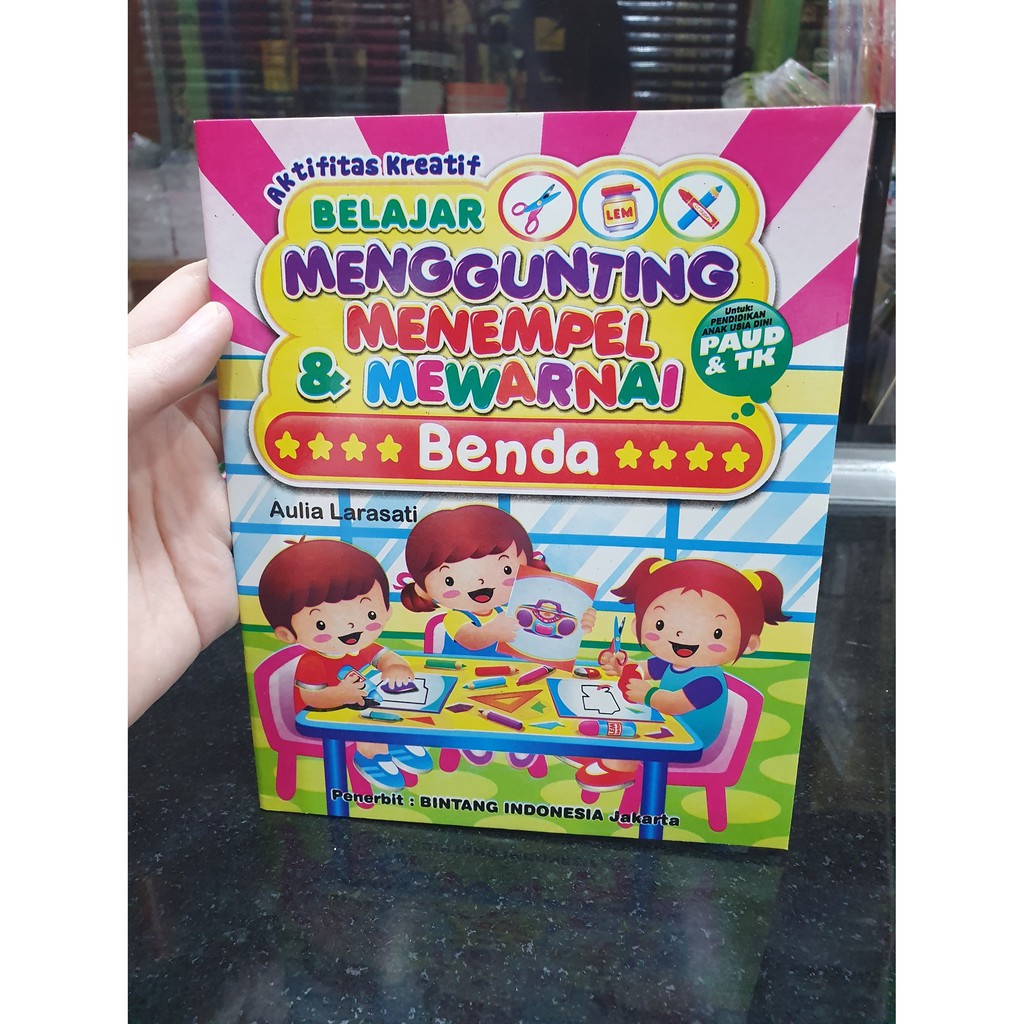 Aktifitas Kreatif
BELAJAR
LEM
MENGGUNTING
MENEMPEL
& MEWARNAI
Untuk:
PENDIDIKAN
ANAK USIA DINI
PAUD
& TK
Benda
Aulia Larasati
Penerbit : BINTANG INDONESIA Jakarta